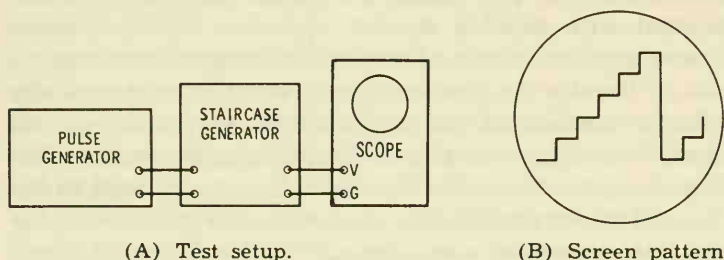 PULSE
GENERATOR
STAIRCASE
GENERATOR
SCOPE
V
G
(A) Test setup.
(B) Screen pattern